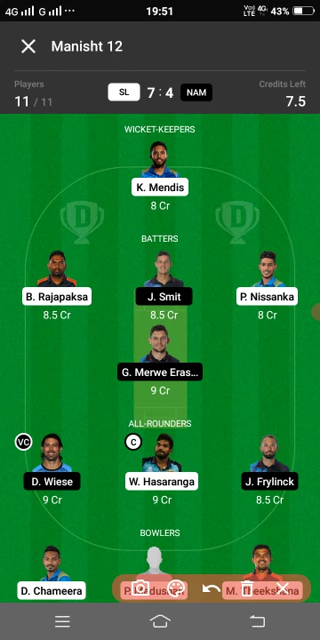 4G G 19:51 Vo) LTE 4G 43%
Manisht 12
Players Credits Left
11 / 11 SL 7 : 4 NAM 7.5
WICKET-KEEPERS
K. Mendis
8 Cr
BATTERS
B. Rajapaksa J. Smit P. Nissanka
8.5 Cr 8.5 Cr 8 Cr
G. Merwe Eras...
9 Cr
ALL-ROUNDERS
VC C
D. Wiese W. Hasaranga J. Frylinck
9 Cr 9 Cr 8.5 Cr
BOWLERS
D. Chameera M. Theekshana